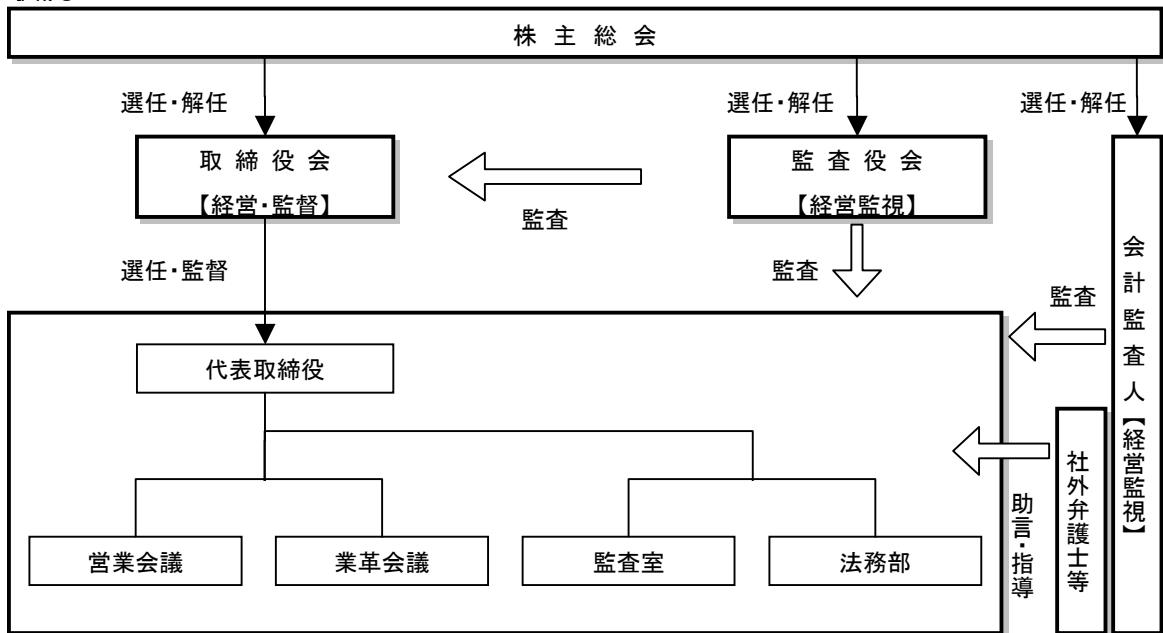 株 主 総 会
選任・解任
選任・解任
選任・解任
取 締 役 会
【経営・監督】
監 査 役 会
【経営監視】
監査
選任・監督
監査
監査
会計監査人【経営監視】
代表取締役
社外弁護士等
助言・指導
営業会議
業革会議
監査室
法務部